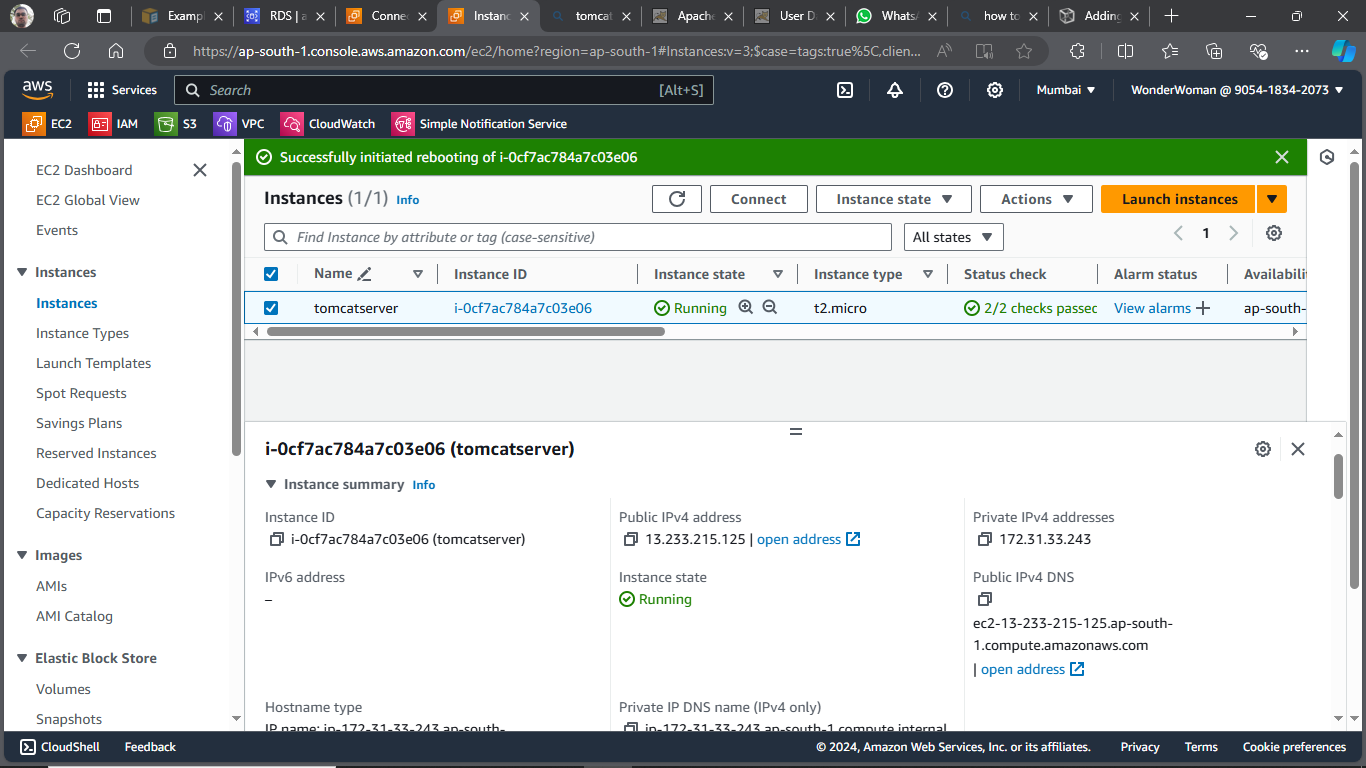 Exampl
RDS | a
Connec
Instanc
tomcat
Apache
User D
WhatsA
how to
Adding
https://ap-south-1.console.aws.amazon.com/ec2/home?region=ap-south-1#Instances:v=3;$case=tags:true%5C,clien...
aws Services Search [Alt+S] Mumbai WonderWoman @ 9054-1834-2073
EC2 IAM S3 VPC CloudWatch Simple Notification Service
EC2 Dashboard
EC2 Global View
Events
Instances
Instances
Instance Types
Launch Templates
Spot Requests
Savings Plans
Reserved Instances
Dedicated Hosts
Capacity Reservations
Images
AMIs
AMI Catalog
Elastic Block Store
Volumes
Snapshots
Successfully initiated rebooting of i-0cf7ac784a7c03e06
Instances (1/1) Info Connect Instance state Actions Launch instances
Find Instance by attribute or tag (case-sensitive) All states 1
Name Instance ID Instance state Instance type Status check Alarm status Availabili
tomcatserver i-0cf7ac784a7c03e06 Running t2.micro 2/2 checks passec View alarms + ap-south-
i-0cf7ac784a7c03e06 (tomcatserver)
Instance summary Info
Instance ID
i-0cf7ac784a7c03e06 (tomcatserver)
Public IPv4 address
13.233.215.125 | open address
Private IPv4 addresses
172.31.33.243
IPv6 address
–
Instance state
Running
Public IPv4 DNS
ec2-13-233-215-125.ap-south-
1.compute.amazonaws.com
| open address
Hostname type
IP name: ip-172-31-33-243.ap-south-
Private IP DNS name (IPv4 only)
ip-172-31-33-243.ap-south-1.compute.internal
CloudShell Feedback © 2024, Amazon Web Services, Inc. or its affiliates. Privacy Terms Cookie preferences